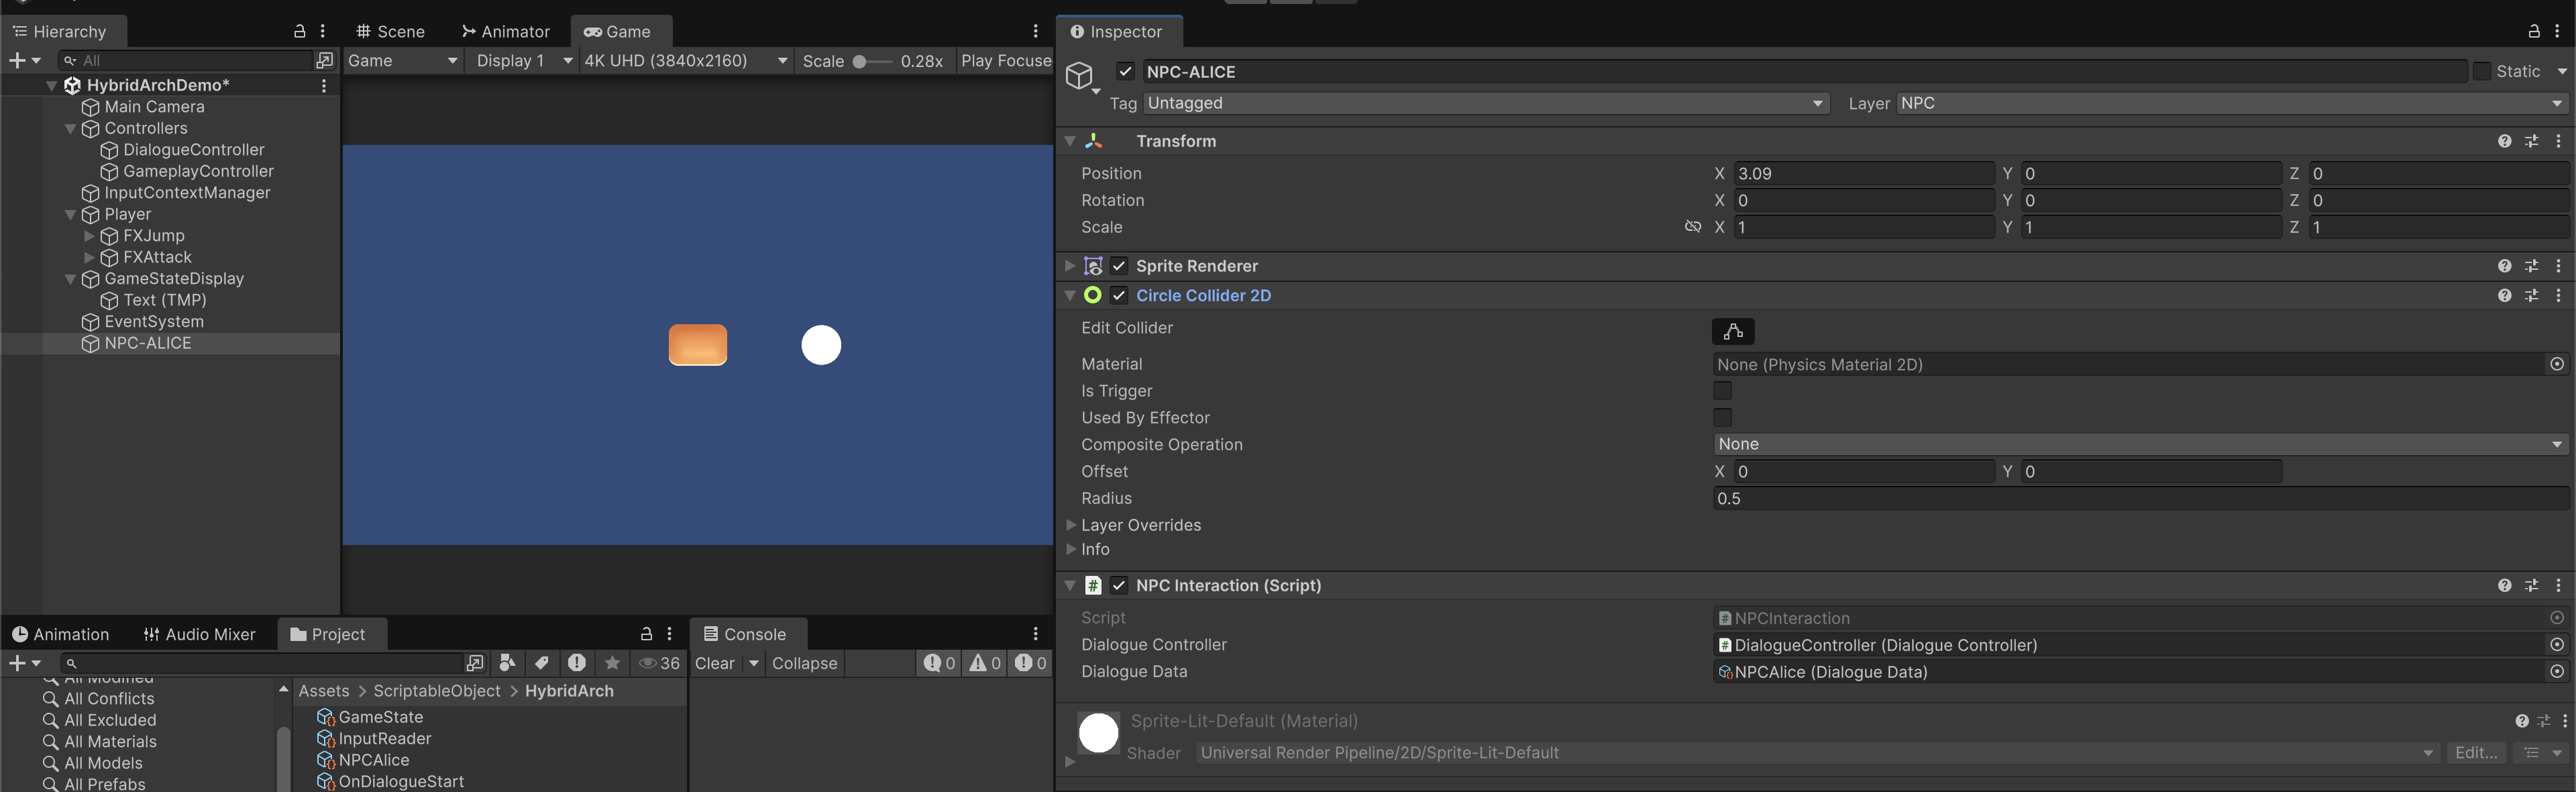 Hierarchy
All
HybridArchDemo*
Main Camera
Controllers
DialogueController
GameplayController
InputContextManager
Player
FXJump
FXAttack
GameStateDisplay
Text (TMP)
EventSystem
NPC-ALICE
Scene Animator Game
Game Display 1 4K UHD (3840x2160) Scale 0.28x Play Focuse
Inspector
NPC-ALICE Static
Tag Untagged Layer NPC
Transform
Position X 3.09 Y 0 Z 0
Rotation X 0 Y 0 Z 0
Scale X 1 Y 1 Z 1
Sprite Renderer
Circle Collider 2D
Edit Collider
Material None (Physics Material 2D)
Is Trigger
Used By Effector
Composite Operation None
Offset X 0 Y 0
Radius 0.5
Layer Overrides
Info
# NPC Interaction (Script)
Script # NPCInteraction
Dialogue Controller # DialogueController (Dialogue Controller)
Dialogue Data NPCAlice (Dialogue Data)
Sprite-Lit-Default (Material)
Shader Universal Render Pipeline/2D/Sprite-Lit-Default Edit...
Animation Audio Mixer Project
36
All Modified
All Conflicts
All Excluded
All Materials
All Models
All Prefabs
Assets > ScriptableObject > HybridArch
GameState
InputReader
NPCAlice
OnDialogueStart
Console
Clear Collapse 0 0 0